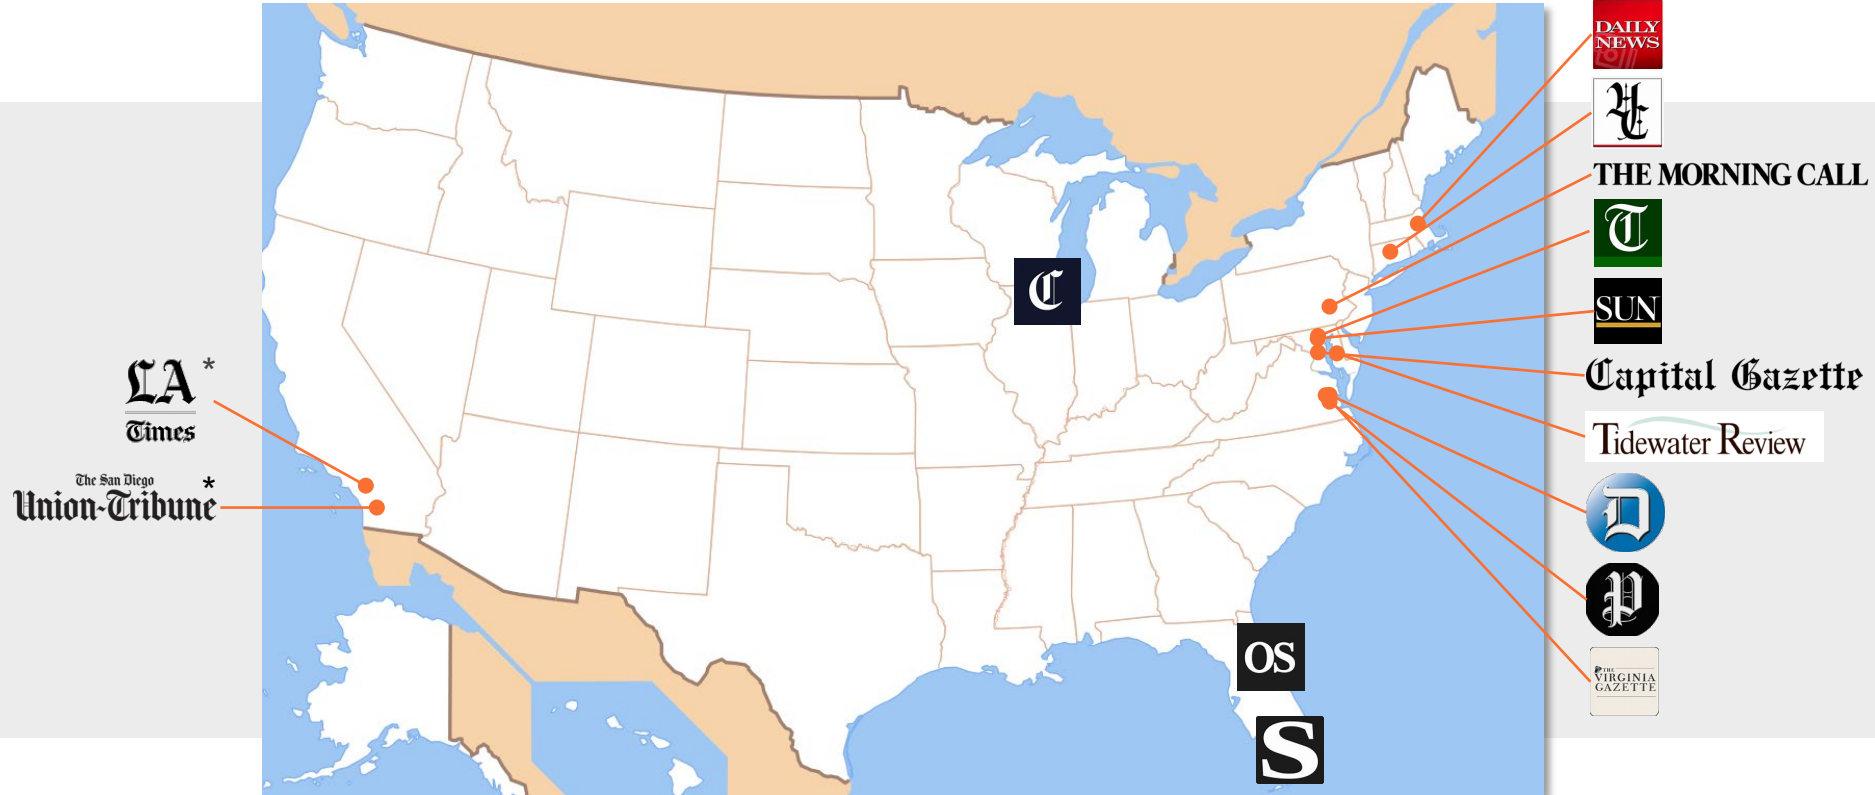 LA *
Times
The San Diego *
Union-Tribune
C
OS
S
DAILY
NEWS
HC
THE MORNING CALL
T
SUN
Capital Gazette
Tidewater Review
D
P
THE
VIRGINIA
GAZETTE